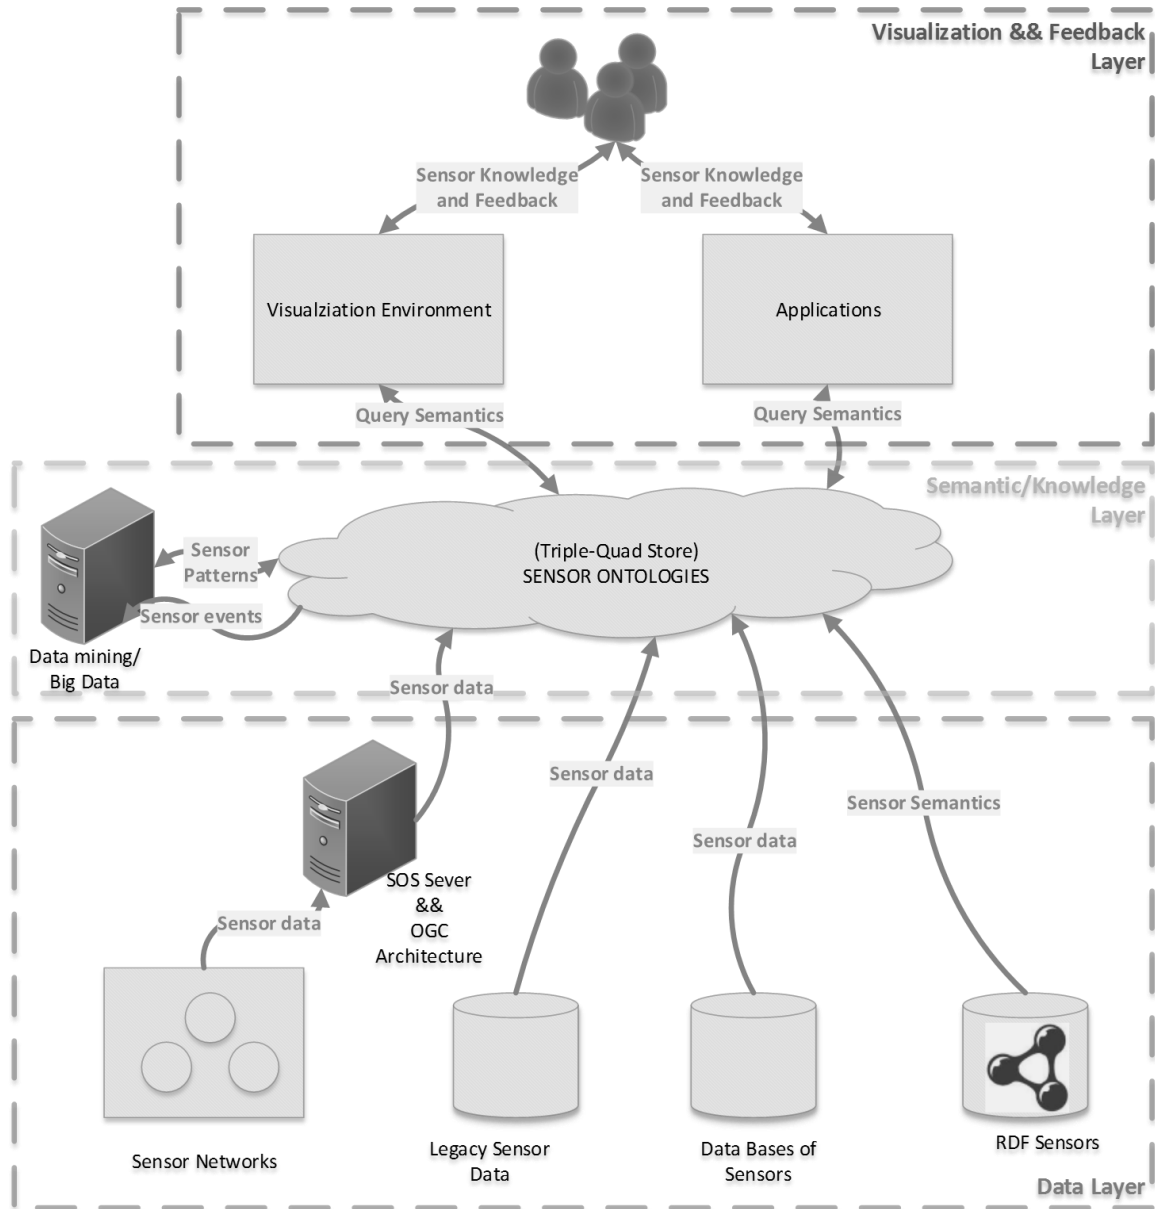 Visualization && Feedback
Layer
Sensor Knowledge
and Feedback
Sensor Knowledge
and Feedback
Visualziation Environment
Applications
Query Semantics
Query Semantics
Semantic/Knowledge
Layer
(Triple-Quad Store)
SENSOR ONTOLOGIES
Sensor
Patterns
Sensor events
Data mining/
Big Data
Sensor data
Sensor data
Sensor Semantics
Sensor data
SOS Sever
&&
OGC
Architecture
Sensor data
Sensor Networks
Legacy Sensor
Data
Data Bases of
Sensors
RDF Sensors
Data Layer